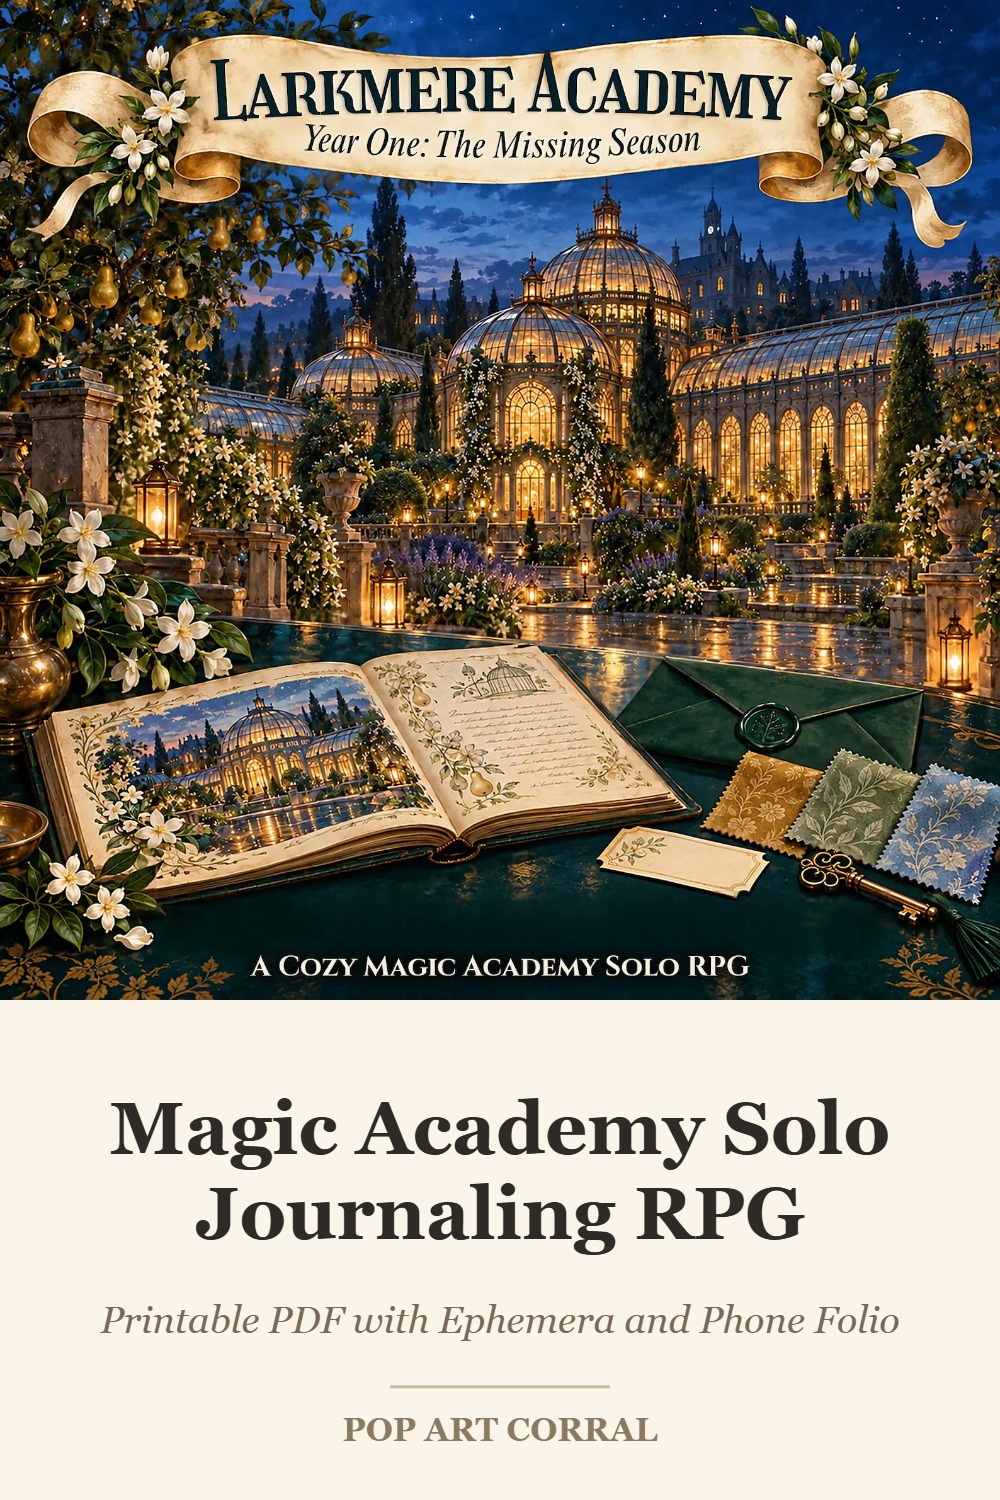 LARKMERE ACADEMY
Year One: The Missing Season
A COZY MAGIC ACADEMY SOLO RPG
Magic Academy Solo
Journaling RPG
Printable PDF with Ephemera and Phone Folio
POP ART CORRAL